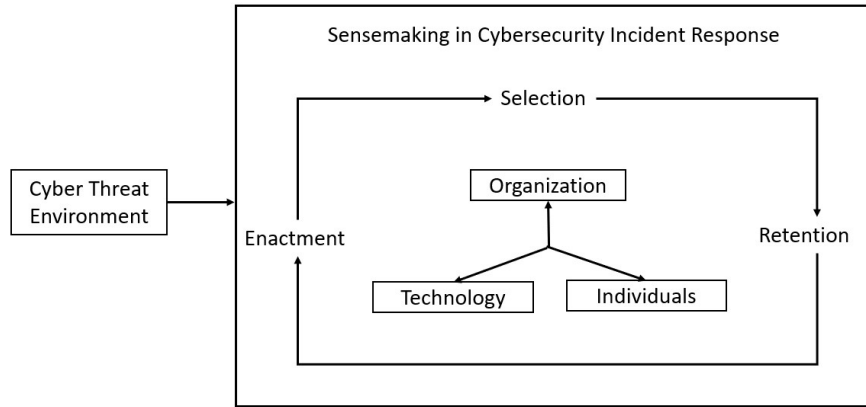 Sensemaking in Cybersecurity Incident Response
Selection
Organization
Cyber Threat
Environment
Enactment
Retention
Technology
Individuals